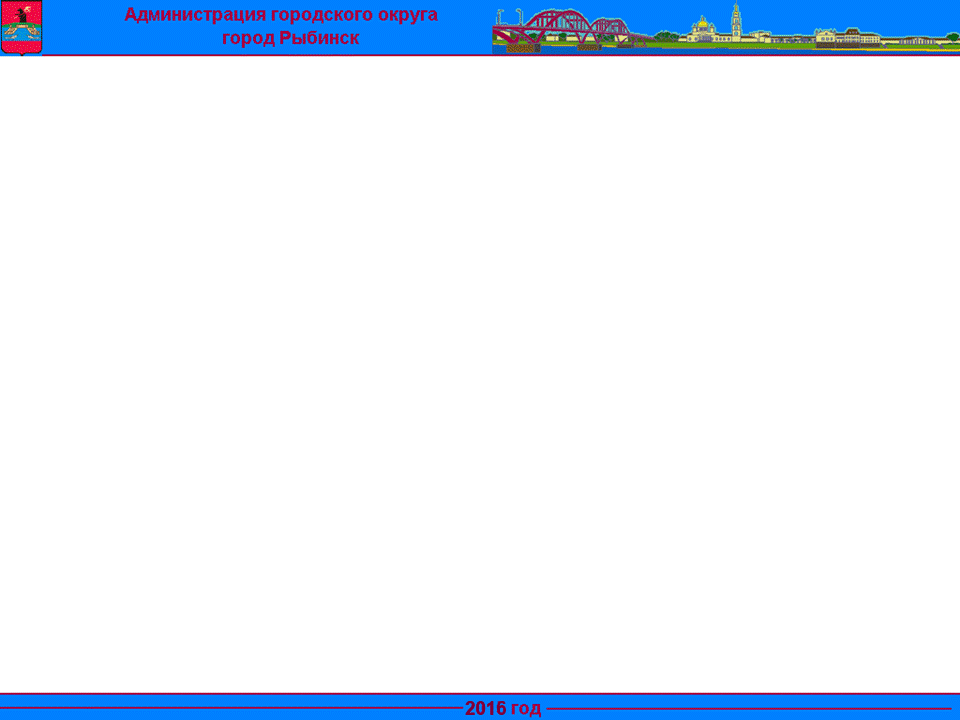 Администрация городского округа
город Рыбинск
2016 год